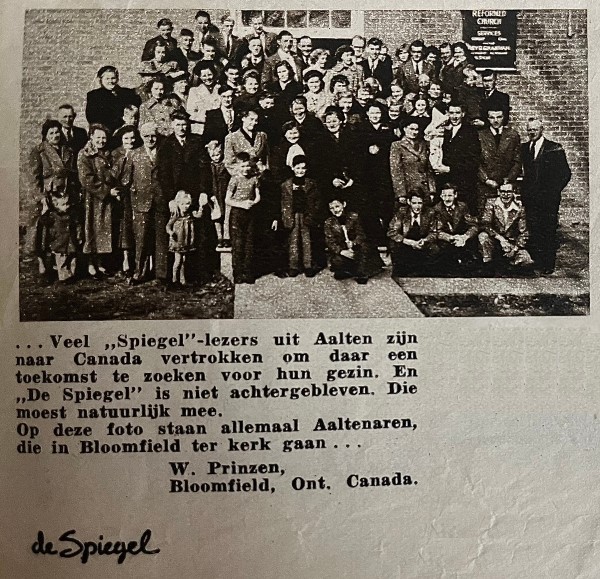 REFORMED
CHURCH
SERVICES
...Veel „Spiegel"-lezers uit Aalten zijn
naar Canada vertrokken om daar een
toekomst te zoeken voor hun gezin. En
„De Spiegel" is niet achtergebleven. Die
moest natuurlijk mee.
Op deze foto staan allemaal Aaltenaren,
die in Bloomfield ter kerk gaan...
W. Prinzen,
Bloomfield, Ont. Canada.
de Spiegel